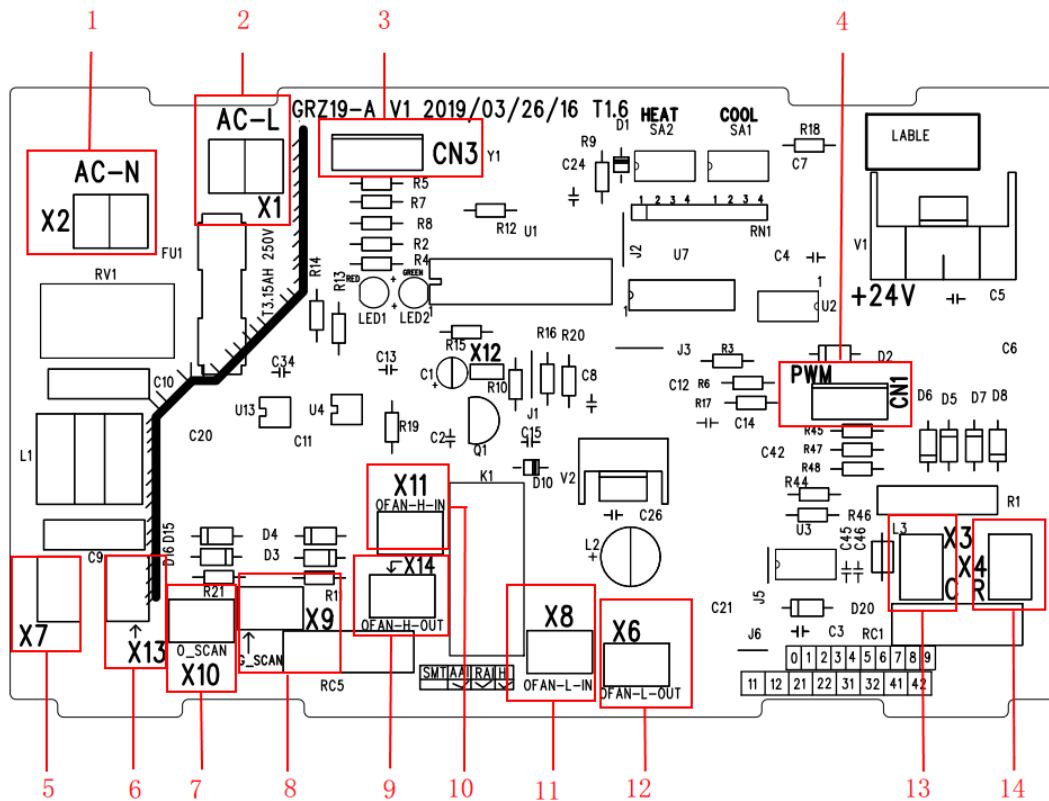 1
2
3
4
GRZ19-A V1 2019/03/26/16 T1.6
AC-L
X1
AC-N
X2
CN3
Y1
HEAT
SA2
COOL
SA1
D1
R9
C24
R18
C7
LABLE
R5
R7
R8
R2
R4
R12
U1
J2
1 2 3 4
1 2 3 4
RN1
U7
1
C4
1
U2
V1
+24V
C5
C6
FU1
T3.15AH 250V
RV1
R14
R13
RED
+
LED1
GREEN
+
LED2
1
R15
X12
C1
+
R10
R16
R20
J1
C8
J3
R3
C12
R6
R17
C14
D2
PWM
CN1
D6
D5
D7
D8
C34
C13
C10
U13
U4
C11
C20
R19
C2
Q1
C15
D10
V2
C26
R45
R47
R48
C42
R44
R46
R1
L1
C9
D15
D16
D4
D3
R21
X11
OFAN-H-IN
K1
L2
+
U3
C45
C46
L3
X3
X4
C
R
X14
OFAN-H-OUT
X7
X13
O_SCAN
X10
X9
G_SCAN
RC5
SMT
AAI
RAI
H
X8
OFAN-L-IN
X6
OFAN-L-OUT
C21
J5
D20
C3
RC1
J6
0 1 2 3 4 5 6 7 8 9
11 12 21 22 31 32 41 42
5
6
7
8
9
10
11
12
13
14